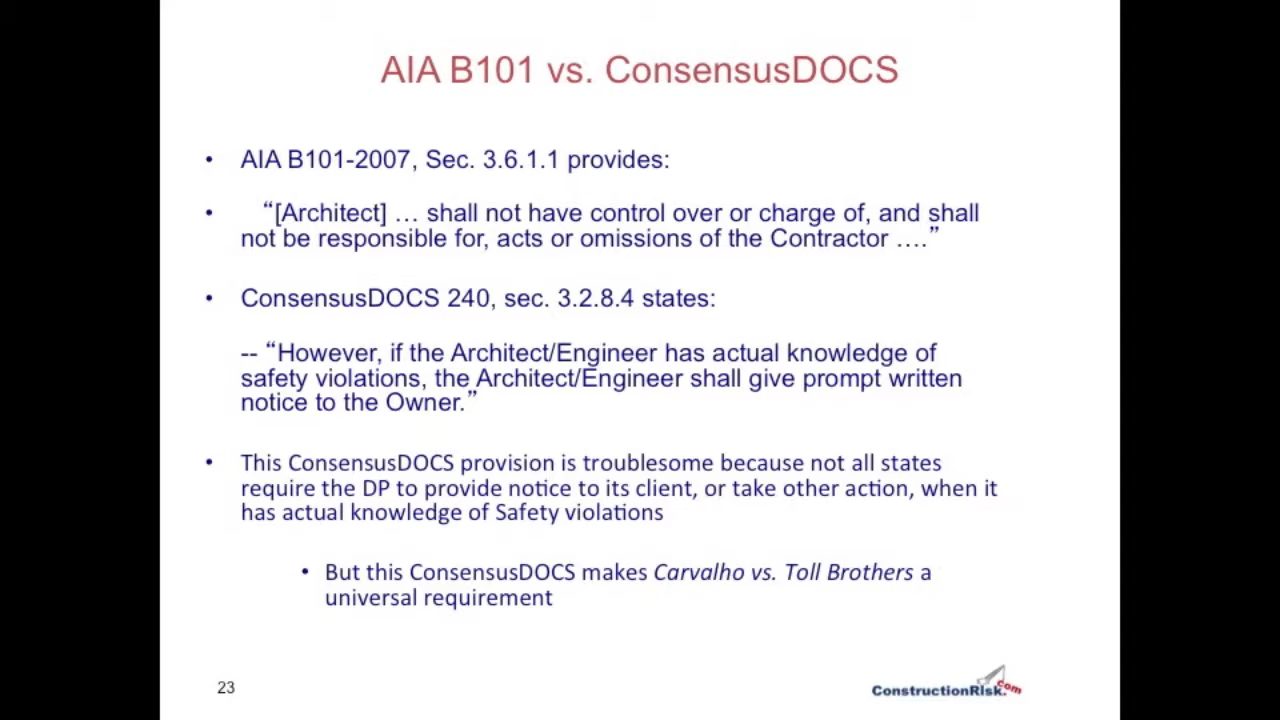 AIA B101 vs. ConsensusDOCS
• AIA B101-2007, Sec. 3.6.1.1 provides:
• “[Architect] … shall not have control over or charge of, and shall
not be responsible for, acts or omissions of the Contractor ….”
• ConsensusDOCS 240, sec. 3.2.8.4 states:
-- “However, if the Architect/Engineer has actual knowledge of
safety violations, the Architect/Engineer shall give prompt written
notice to the Owner.”
• This ConsensusDOCS provision is troublesome because not all states
require the DP to provide notice to its client, or take other action, when it
has actual knowledge of Safety violations
• But this ConsensusDOCS makes Carvalho vs. Toll Brothers a
universal requirement
23
ConstructionRisk.com